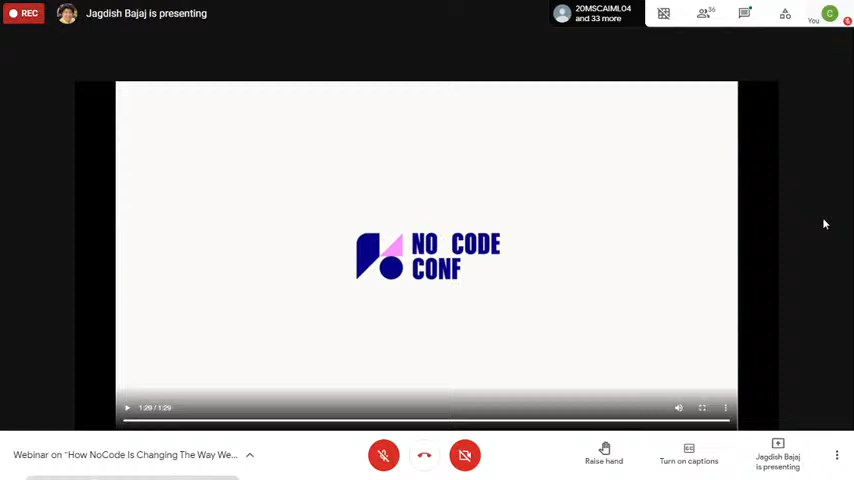 REC
Jagdish Bajaj is presenting
20MSCAIML04
and 33 more
36
You
C
NO CODE
CONF
1:29 / 1:29
Webinar on "How NoCode Is Changing The Way We...
Raise hand
Turn on captions
Jagdish Bajaj
is presenting